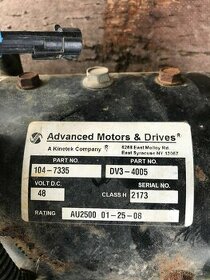 Advanced Motors & Drives®
A Kinetek Company
6268 East Molloy Rd.
East Syracuse NY 13057
PART NO. PART NO.
104-7335 DV3-4005
VOLT D.C. SERIAL NO.
48 CLASS H 2173
RATING AU2500 01-25-08